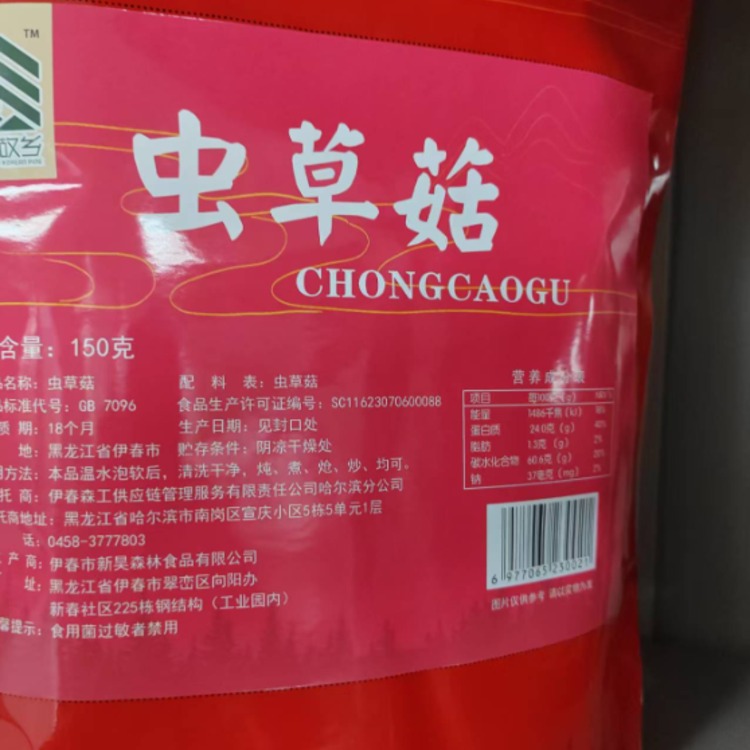 TM
故乡
虫草菇
CHONGCAOGU
含量：150克
品名称：虫草菇 配 料 表：虫草菇
标准代号：GB 7096 食品生产许可证编号：SC11623070600088
质 期：18个月 生产日期：见封口处
地：黑龙江省伊春市 贮存条件：阴凉干燥处
用方法：本品温水泡软后，清洗干净，炖、煮、炝、炒、均可。
托 商：伊春森工供应链管理服务有限责任公司哈尔滨分公司
托商地址：黑龙江省哈尔滨市南岗区宣庆小区5栋5单元1层
话：0458-3777803
产 商：伊春市新昊森林食品有限公司
址：黑龙江省伊春市翠峦区向阳办
新春社区225栋钢结构（工业园内）
馨提示：食用菌过敏者禁用
营养成分表
项目
能量 1486千焦(kJ)
蛋白质 24.0克(g)
脂肪 1.3克(g) 2%
碳水化合物 60.6克(g) 20%
钠 37毫克(mg) 2%
6 977065 230021
图片仅供参考 请以实物为准